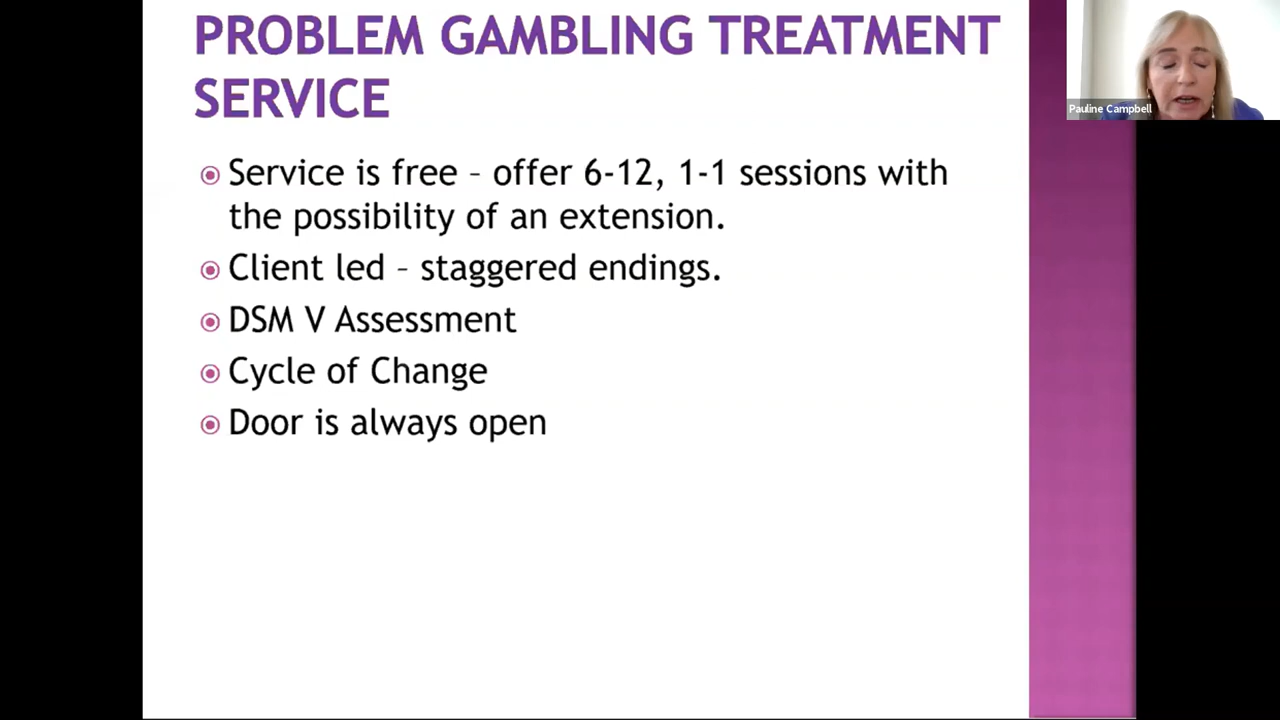 PROBLEM GAMBLING TREATMENT
SERVICE
Service is free – offer 6-12, 1-1 sessions with
the possibility of an extension.
Client led – staggered endings.
DSM V Assessment
Cycle of Change
Door is always open
Pauline Campbell